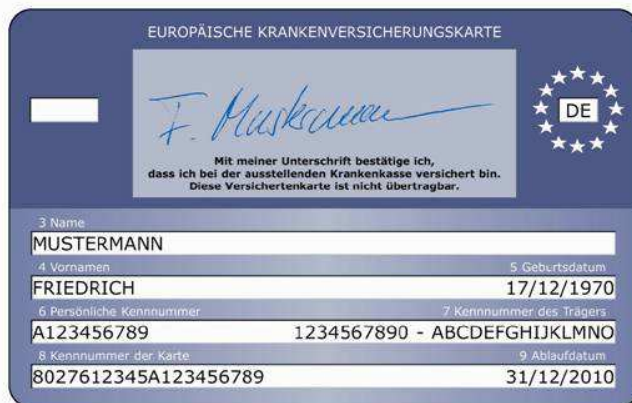 EUROPÄISCHE KRANKENVERSICHERUNGSKARTE
F. Mustermann
DE
Mit meiner Unterschrift bestätige ich,
dass ich bei der ausstellenden Krankenkasse versichert bin.
Diese Versichertenkarte ist nicht übertragbar.
3 Name
MUSTERMANN
4 Vornamen 5 Geburtsdatum
FRIEDRICH 17/12/1970
6 Persönliche Kennnummer 7 Kennnummer des Trägers
A123456789 1234567890 - ABCDEFGHIJKLMNO
8 Kennnummer der Karte 9 Ablaufdatum
8027612345A123456789 31/12/2010